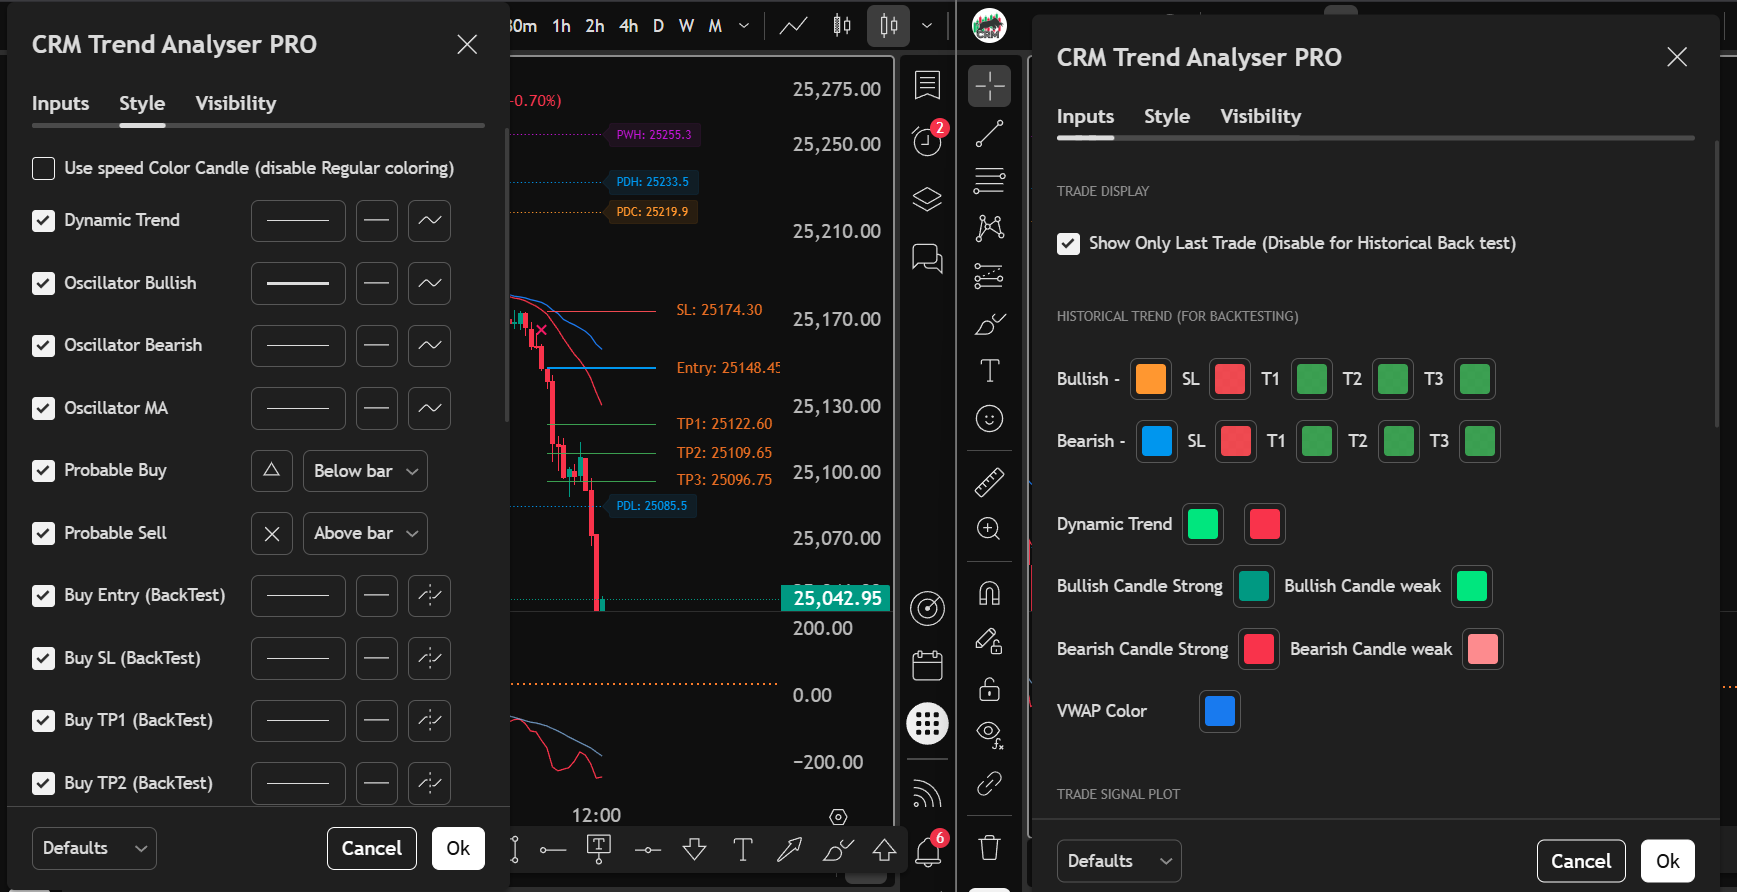 CRM Trend Analyser PRO
Inputs Style Visibility
Use speed Color Candle (disable Regular coloring)
Dynamic Trend
Oscillator Bullish
Oscillator Bearish
Oscillator MA
Probable Buy Below bar
Probable Sell Above bar
Buy Entry (BackTest)
Buy SL (BackTest)
Buy TP1 (BackTest)
Buy TP2 (BackTest)
Defaults Cancel Ok
30m 1h 2h 4h D W M
-0.70%)
PWH: 25255.3
PDH: 25233.5
PDC: 25219.9
SL: 25174.30
Entry: 25148.45
TP1: 25122.60
TP2: 25109.65
TP3: 25096.75
PDL: 25085.5
25,275.00
25,250.00
25,210.00
25,170.00
25,130.00
25,100.00
25,070.00
25,042.95
200.00
0.00
−200.00
12:00
2
6
CRM
CRM Trend Analyser PRO
Inputs Style Visibility
TRADE DISPLAY
Show Only Last Trade (Disable for Historical Back test)
HISTORICAL TREND (FOR BACKTESTING)
Bullish - SL T1 T2 T3
Bearish - SL T1 T2 T3
Dynamic Trend
Bullish Candle Strong Bullish Candle weak
Bearish Candle Strong Bearish Candle weak
VWAP Color
TRADE SIGNAL PLOT
Defaults Cancel Ok